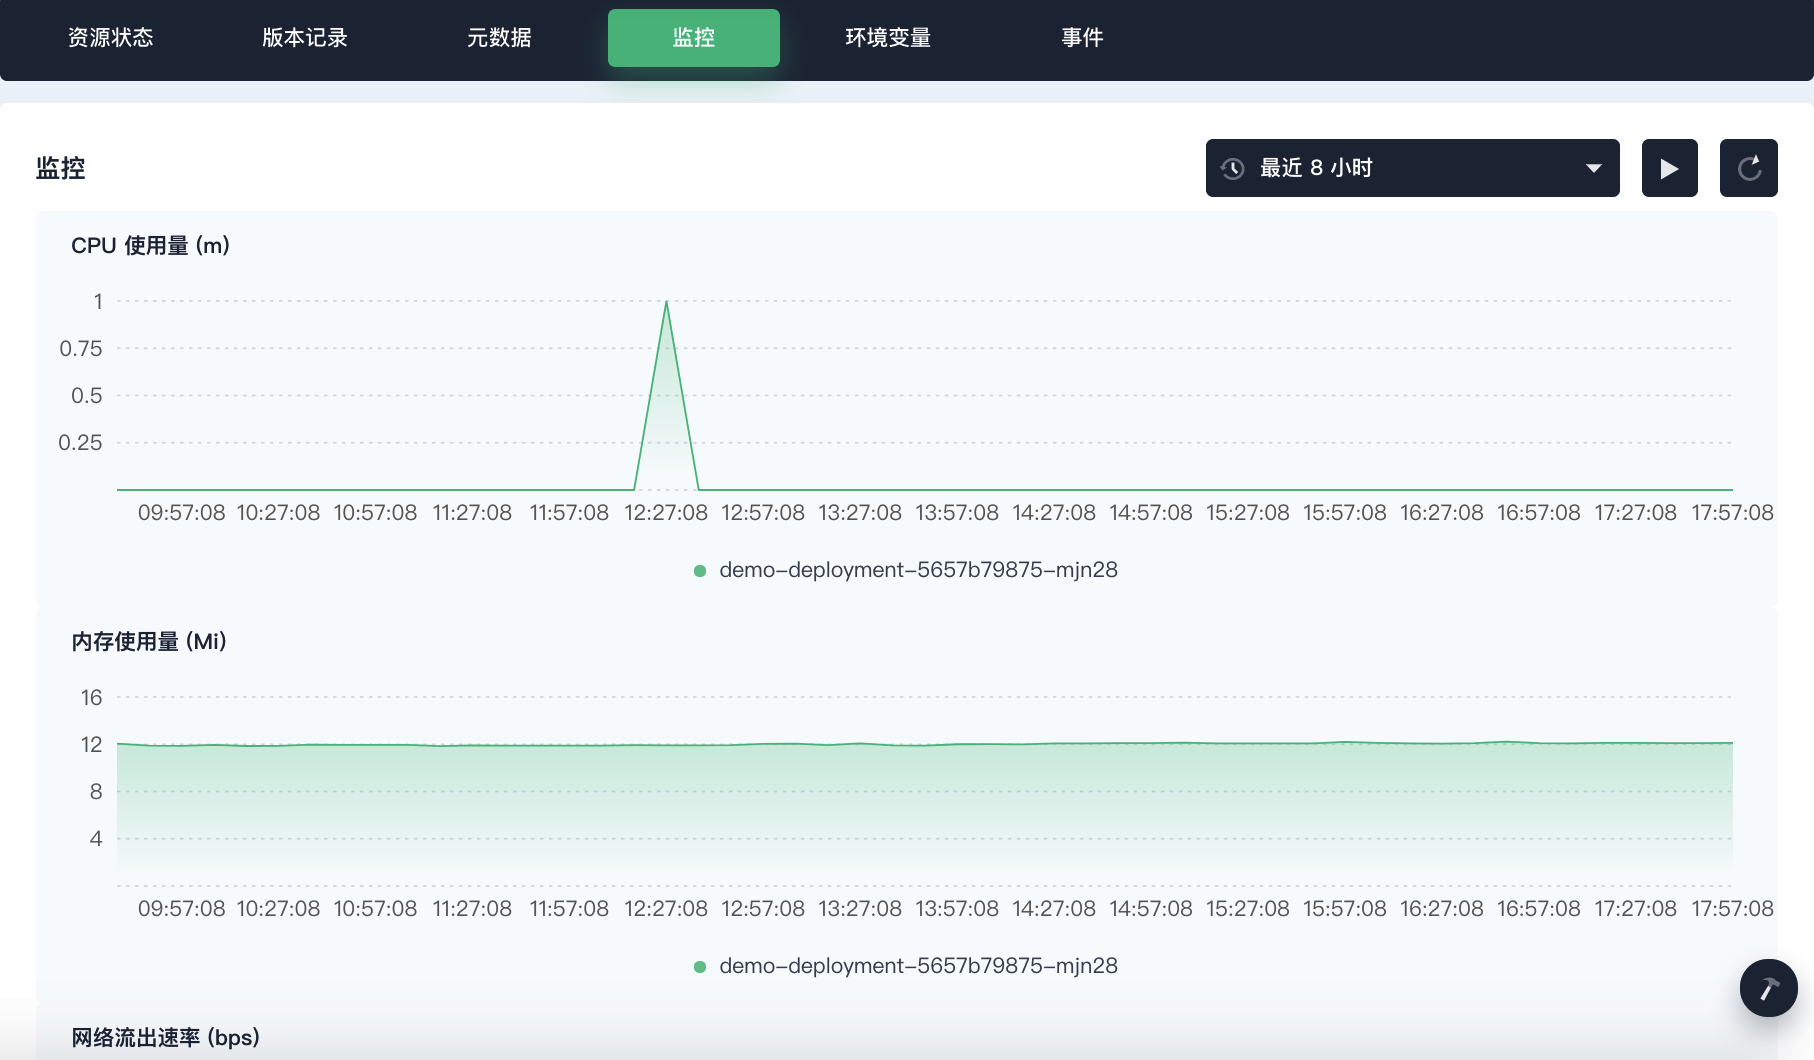 资源状态 版本记录 元数据 监控 环境变量 事件
监控
最近 8 小时
CPU 使用量 (m)
1
0.75
0.5
0.25
09:57:08 10:27:08 10:57:08 11:27:08 11:57:08 12:27:08 12:57:08 13:27:08 13:57:08 14:27:08 14:57:08 15:27:08 15:57:08 16:27:08 16:57:08 17:27:08 17:57:08
demo-deployment-5657b79875-mjn28
内存使用量 (Mi)
16
12
8
4
09:57:08 10:27:08 10:57:08 11:27:08 11:57:08 12:27:08 12:57:08 13:27:08 13:57:08 14:27:08 14:57:08 15:27:08 15:57:08 16:27:08 16:57:08 17:27:08 17:57:08
demo-deployment-5657b79875-mjn28
网络流出速率 (bps)